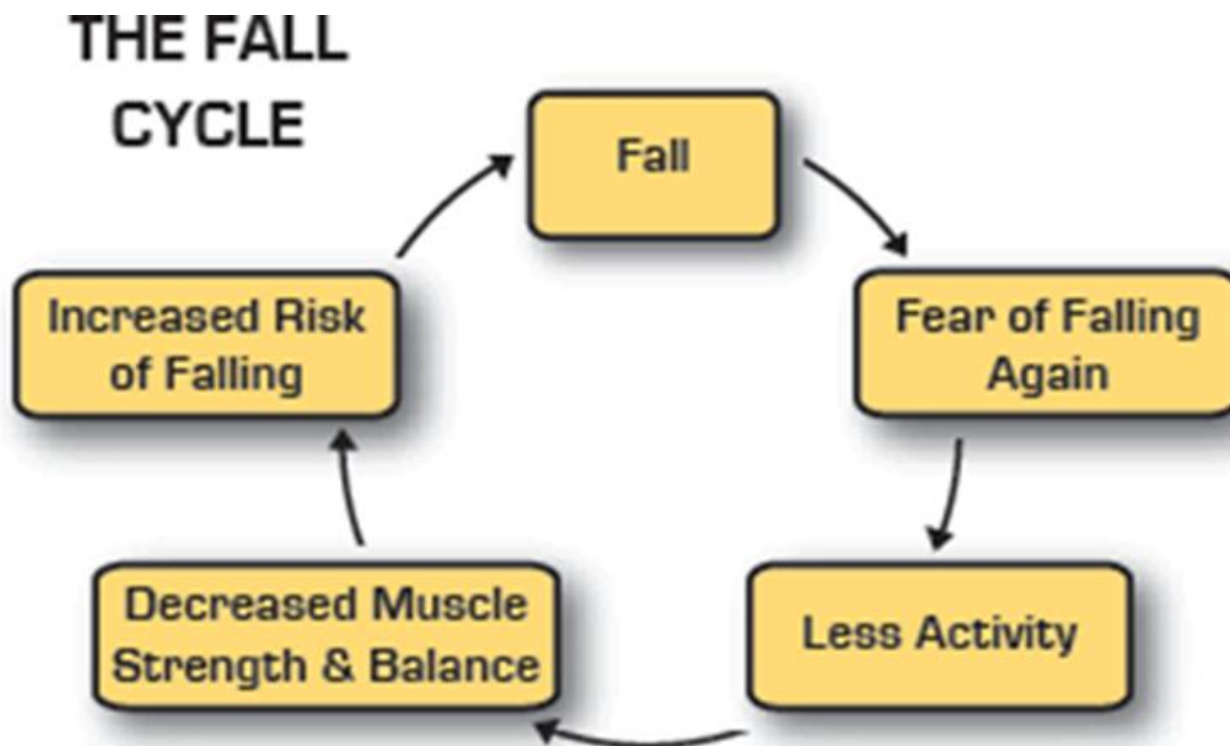 THE FALL
CYCLE
Fall
Fear of Falling
Again
Less Activity
Decreased Muscle
Strength & Balance
Increased Risk
of Falling